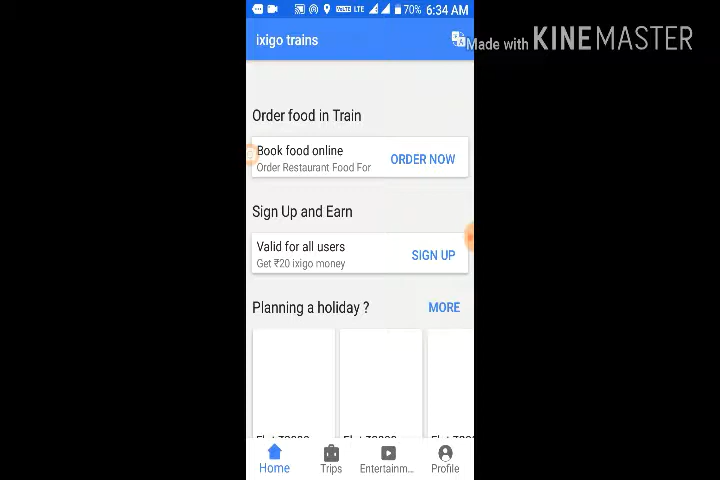 VoLTE LTE 70% 6:34 AM
ixigo trains
Made with KINEMASTER
Order food in Train
Book food online
Order Restaurant Food For
ORDER NOW
Sign Up and Earn
Valid for all users
Get ₹20 ixigo money
SIGN UP
Planning a holiday ?
MORE
Home
Trips
Entertainm...
Profile